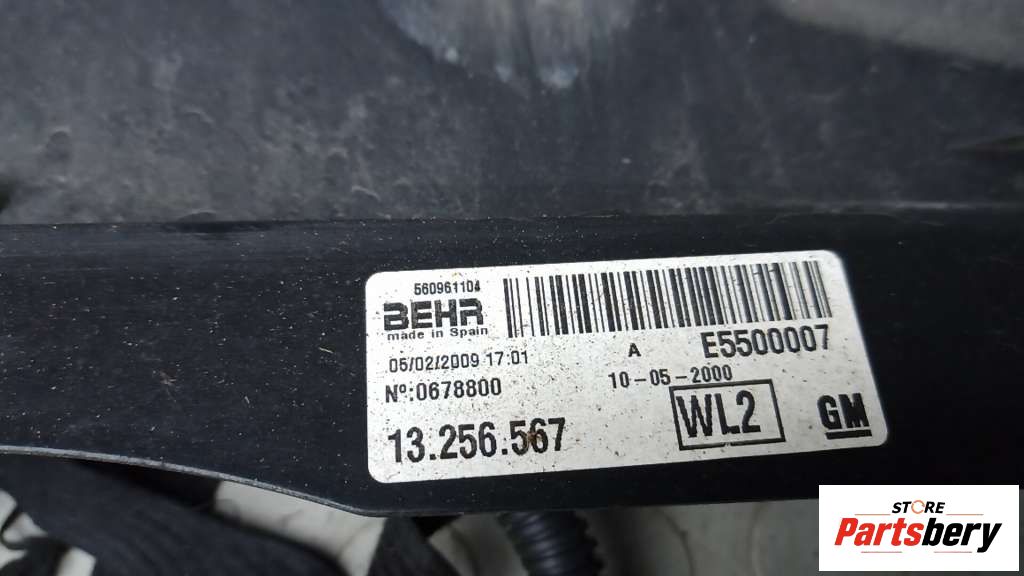 560961104
BEHR
made in Spain
05/02/2009 17:01
A
E5500007
Nº:0678800
10-05-2000
13.256.567
WL2
GM
STORE
Partsbery